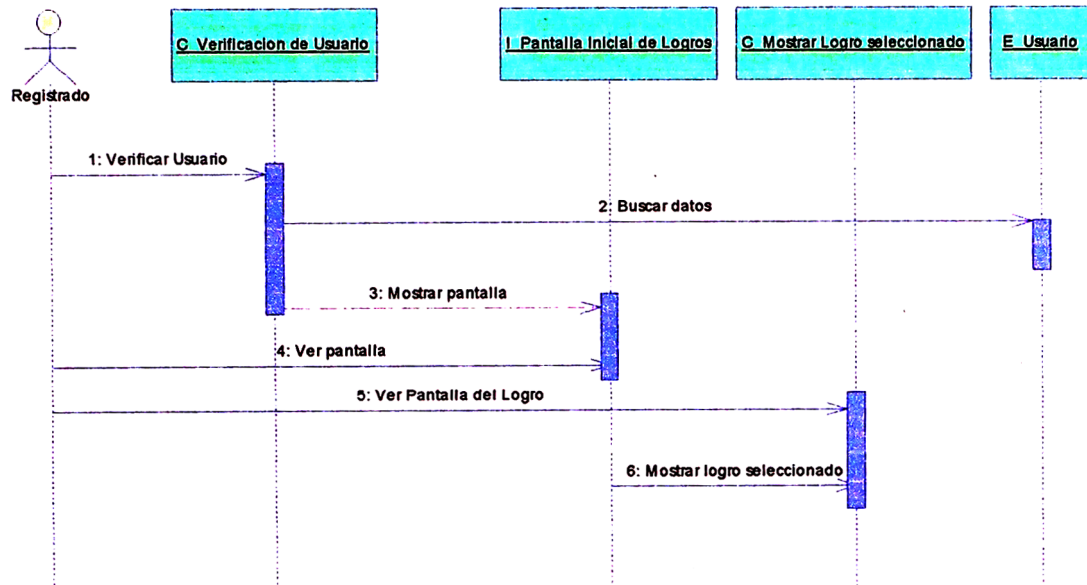 C_Verificacion de Usuario
I_Pantalla Inicial de Logros
C_Mostrar Logro seleccionado
E_Usuario
Registrado
1: Verificar Usuario
2: Buscar datos
3: Mostrar pantalla
4: Ver pantalla
5: Ver Pantalla del Logro
6: Mostrar logro seleccionado